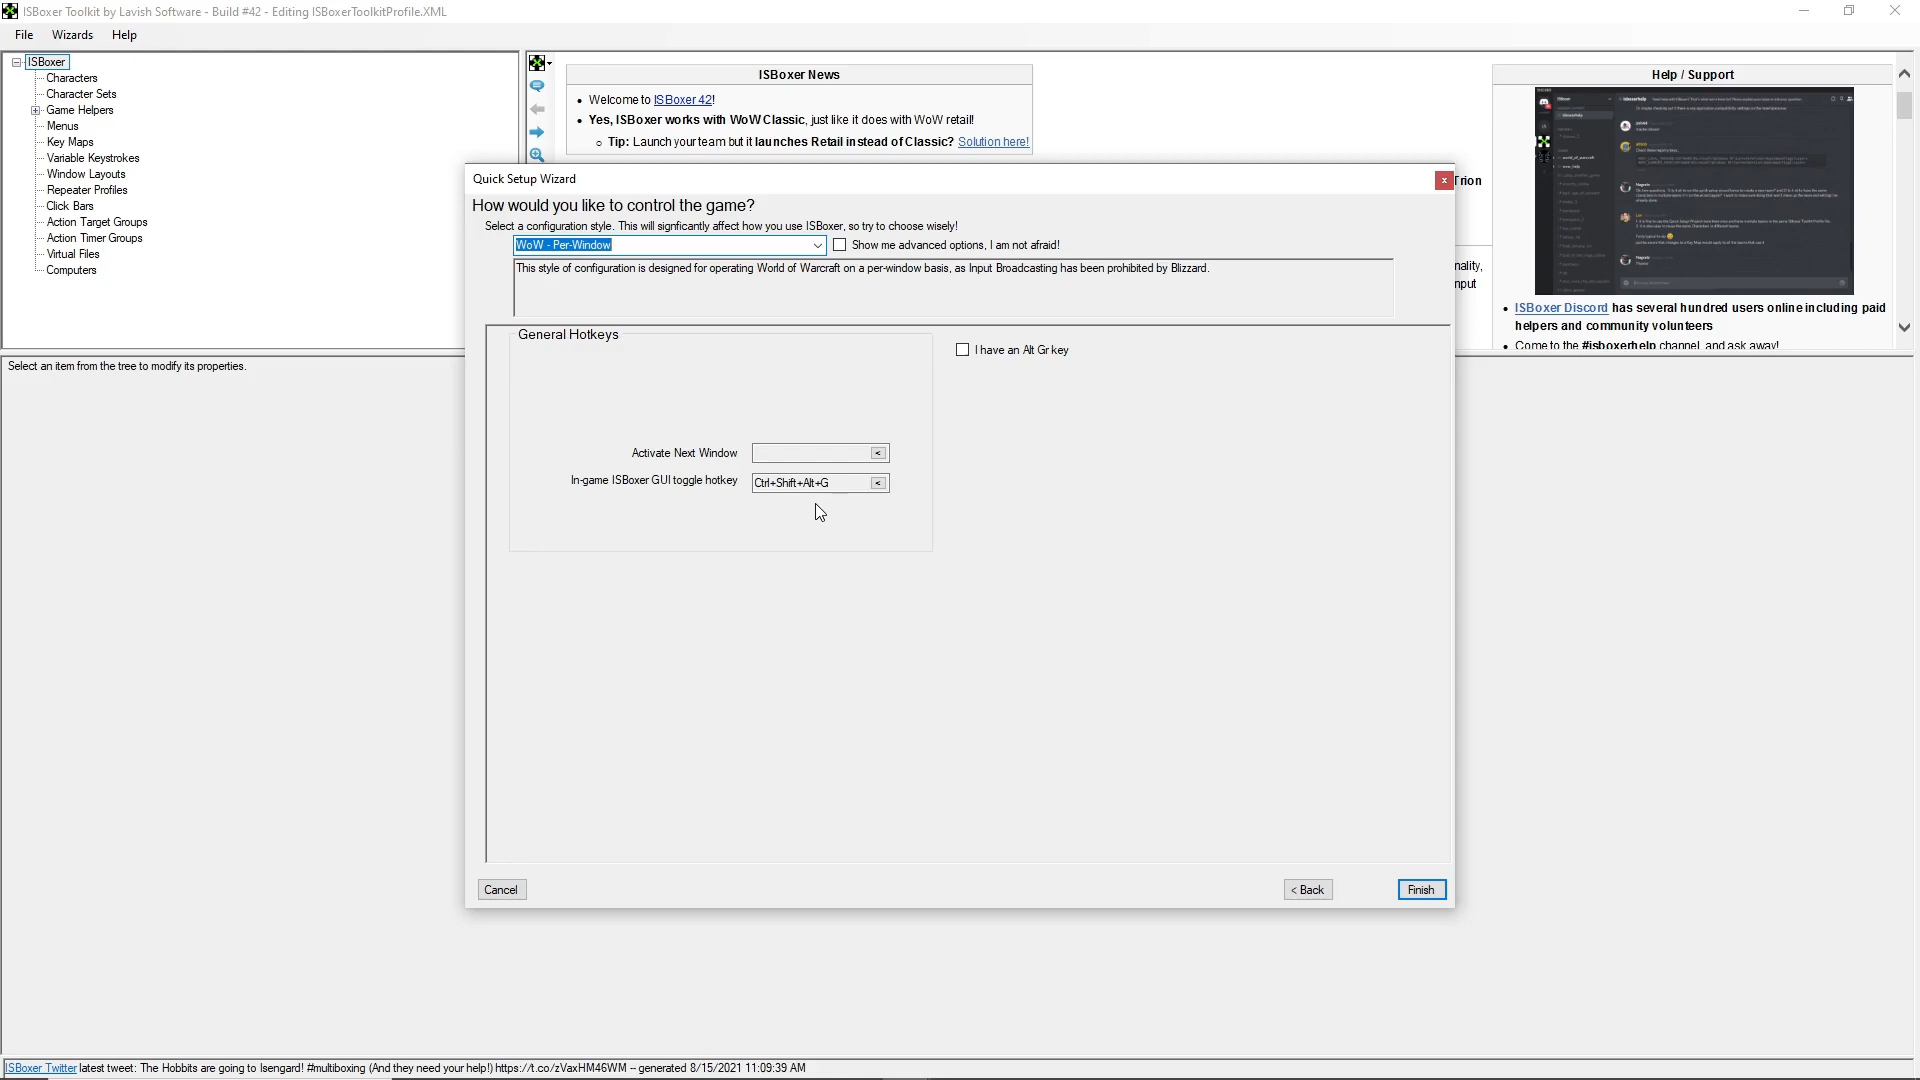 ISBoxer Toolkit by Lavish Software - Build #42 - Editing ISBoxerToolkitProfile.XML
File Wizards Help
ISBoxer
Characters
Character Sets
Game Helpers
Menus
Key Maps
Variable Keystrokes
Window Layouts
Repeater Profiles
Click Bars
Action Target Groups
Action Timer Groups
Virtual Files
Computers
ISBoxer News
• Welcome to ISBoxer 42!
• Yes, ISBoxer works with WoW Classic, just like it does with WoW retail!
Tip: Launch your team but it launches Retail instead of Classic? Solution here!
Trion
nality,
nput
Help / Support
• ISBoxer Discord has several hundred users online including paid
helpers and community volunteers
• Come to the #isboxerhelp channel, and ask away!
Quick Setup Wizard
x
How would you like to control the game?
Select a configuration style. This will signficantly affect how you use ISBoxer, so try to choose wisely!
WoW - Per-Window
Show me advanced options, I am not afraid!
This style of configuration is designed for operating World of Warcraft on a per-window basis, as Input Broadcasting has been prohibited by Blizzard.
General Hotkeys
I have an Alt Gr key
Activate Next Window <
In-game ISBoxer GUI toggle hotkey Ctrl+Shift+Alt+G <
Cancel < Back Finish
Select an item from the tree to modify its properties.
ISBoxer Twitter latest tweet: The Hobbits are going to Isengard! #multiboxing (And they need your help!) https://t.co/zVaxHM46WM -- generated 8/15/2021 11:09:39 AM